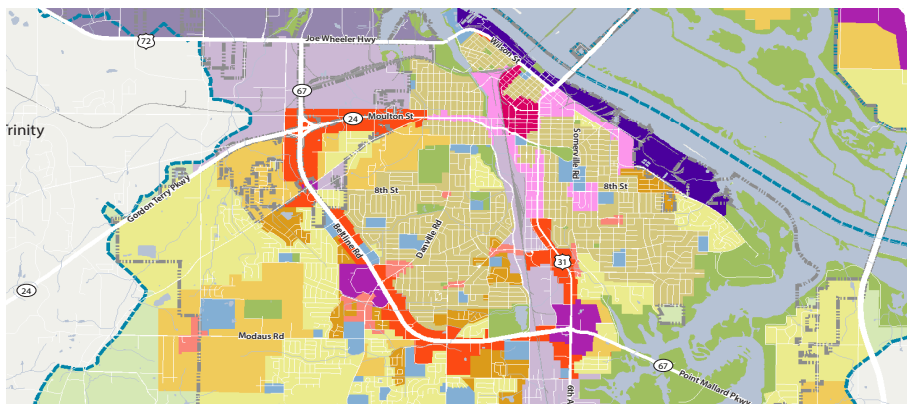 72
Joe Wheeler Hwy
Wilson St
67
24
Moulton St
Trinity
Somerville Rd
8th St
8th St
Gordon Terry Pkwy
Danville Rd
Beltline Rd
31
24
Modaus Rd
67
Point Mallard Pkwy
6th A